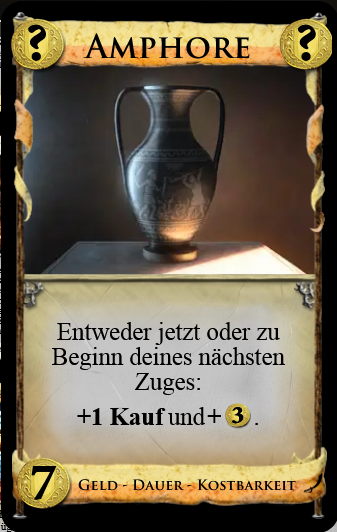 ? AMPHORE ?
Entweder jetzt oder zu
Beginn deines nächsten
Zuges:
+1 Kauf und + 3 .
7 GELD - DAUER - KOSTBARKEIT